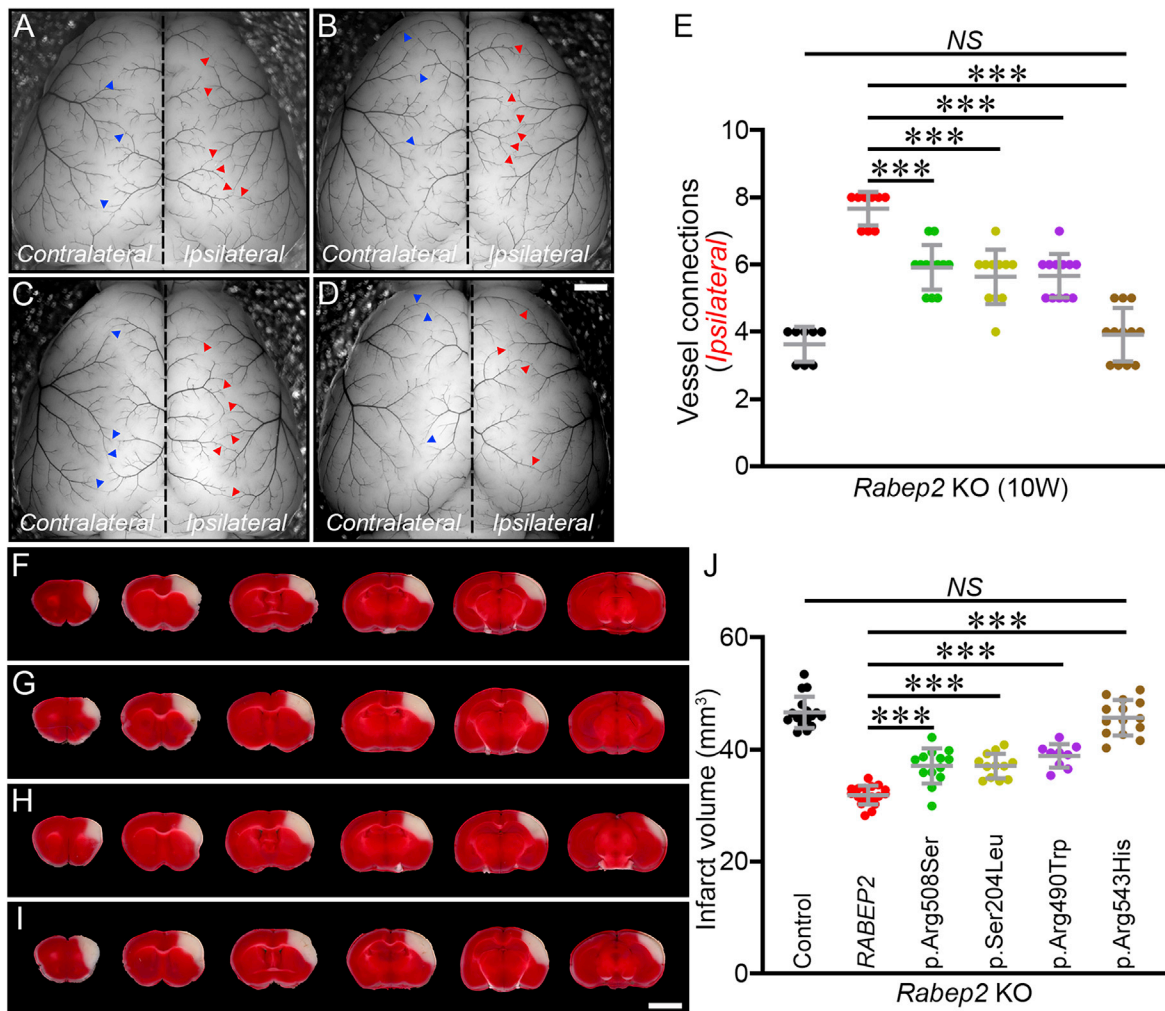 A
Contralateral
Ipsilateral
B
C
Contralateral
Ipsilateral
D
Contralateral
Ipsilateral
Contralateral
Ipsilateral
E
NS
***
***
***
***
Vessel connections
(Ipsilateral)
10
8
6
4
2
0
Rabep2 KO (10W)
F
G
H
I
J
NS
***
***
***
***
Infarct volume (mm³)
60
40
20
0
Control
RABEP2
p.Arg508Ser
p.Ser204Leu
p.Arg490Trp
p.Arg543His
Rabep2 KO